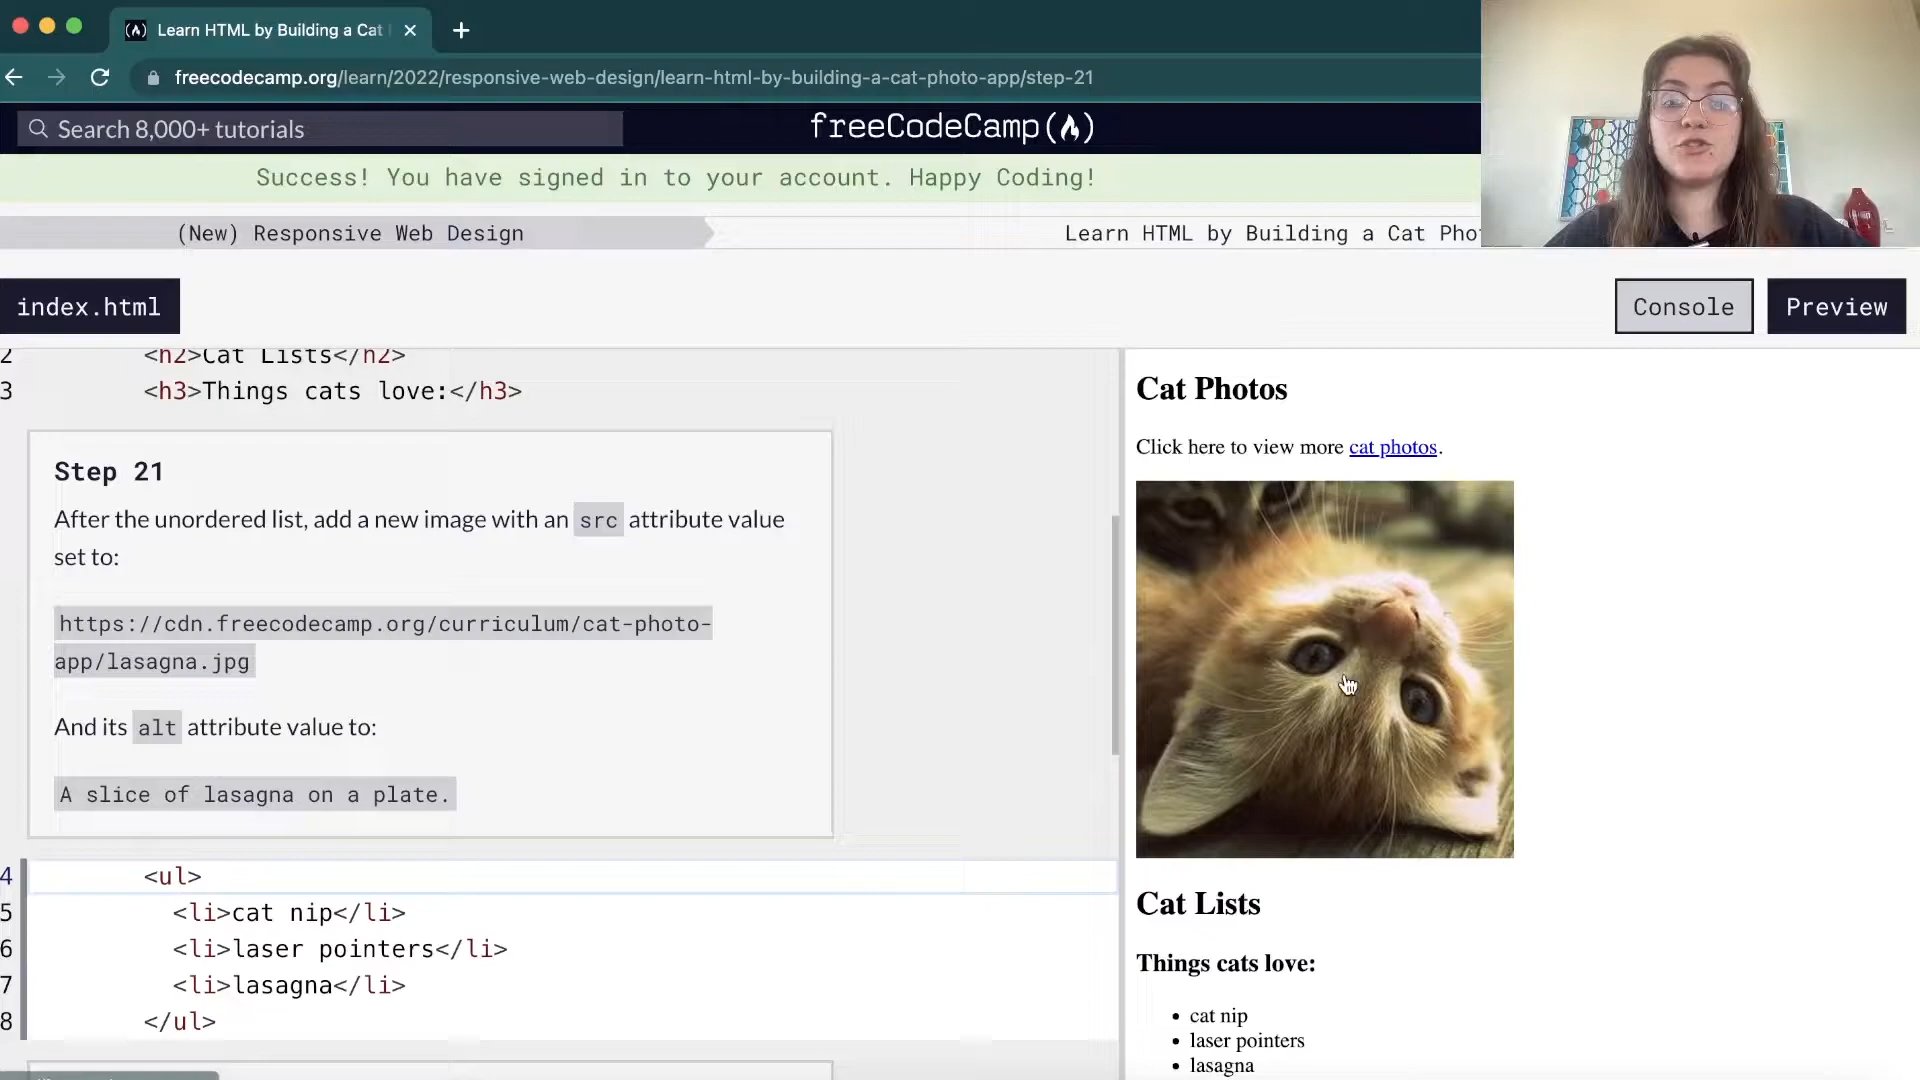 Learn HTML by Building a Cat
freecodecamp.org/learn/2022/responsive-web-design/learn-html-by-building-a-cat-photo-app/step-21
Search 8,000+ tutorials
freeCodeCamp
Success! You have signed in to your account. Happy Coding!
(New) Responsive Web Design
Learn HTML by Building a Cat Pho
index.html
Console
Preview
2 <h2>Cat Lists</h2>
3 <h3>Things cats love:</h3>
Step 21
After the unordered list, add a new image with an src attribute value
set to:
https://cdn.freecodecamp.org/curriculum/cat-photo-
app/lasagna.jpg
And its alt attribute value to:
A slice of lasagna on a plate.
4 <ul>
5 <li>cat nip</li>
6 <li>laser pointers</li>
7 <li>lasagna</li>
8 </ul>
Cat Photos
Click here to view more cat photos.
Cat Lists
Things cats love:
• cat nip
• laser pointers
• lasagna